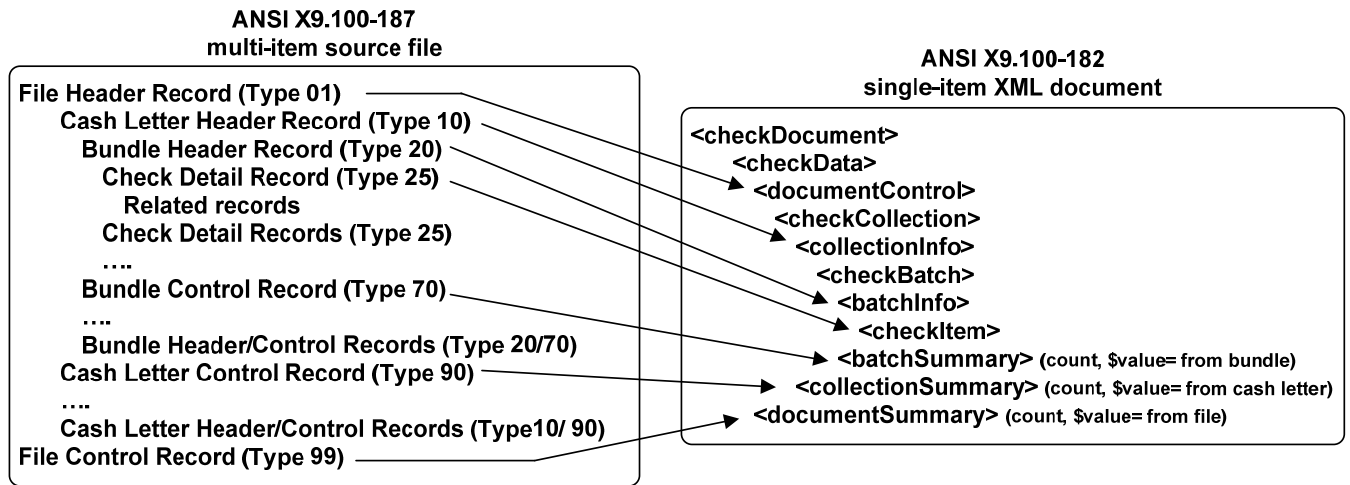 ANSI X9.100-187
multi-item source file
File Header Record (Type 01)
Cash Letter Header Record (Type 10)
Bundle Header Record (Type 20)
Check Detail Record (Type 25)
Related records
Check Detail Records (Type 25)
….
Bundle Control Record (Type 70)
….
Bundle Header/Control Records (Type 20/70)
Cash Letter Control Record (Type 90)
….
Cash Letter Header/Control Records (Type10/ 90)
File Control Record (Type 99)
ANSI X9.100-182
single-item XML document
<checkDocument>
<checkData>
<documentControl>
<checkCollection>
<collectionInfo>
<checkBatch>
<batchInfo>
<checkItem>
<batchSummary> (count, $value= from bundle)
<collectionSummary> (count, $value= from cash letter)
<documentSummary> (count, $value= from file)